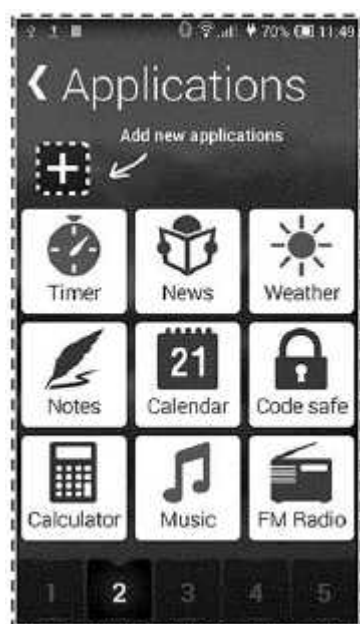 70% 11.49
Applications
Add new applications
Timer News Weather
21
Notes Calendar Code safe
Calculator Music FM Radio
1 2 3 4 5